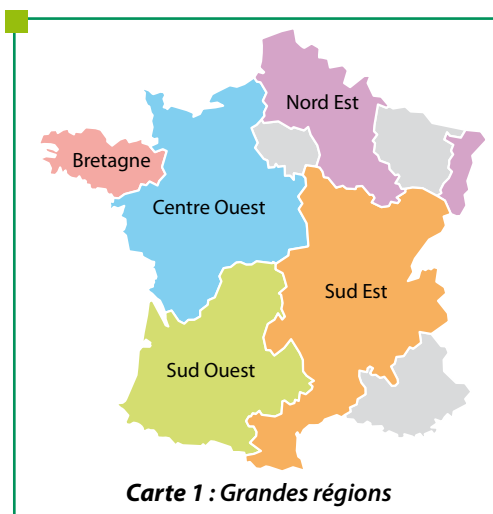 Nord Est
Bretagne
Centre Ouest
Sud Est
Sud Ouest
Carte 1 : Grandes régions